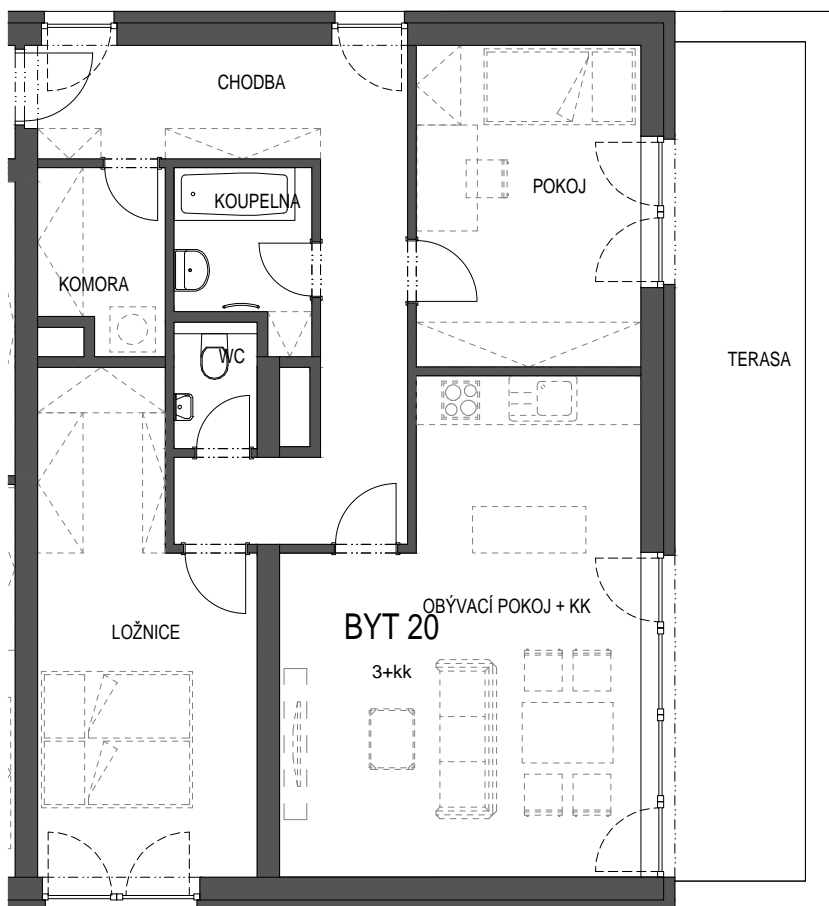 CHODBA
KOUPELNA
POKOJ
KOMORA
WC
TERASA
OBÝVACÍ POKOJ + KK
LOŽNICE
BYT 20
3+kk